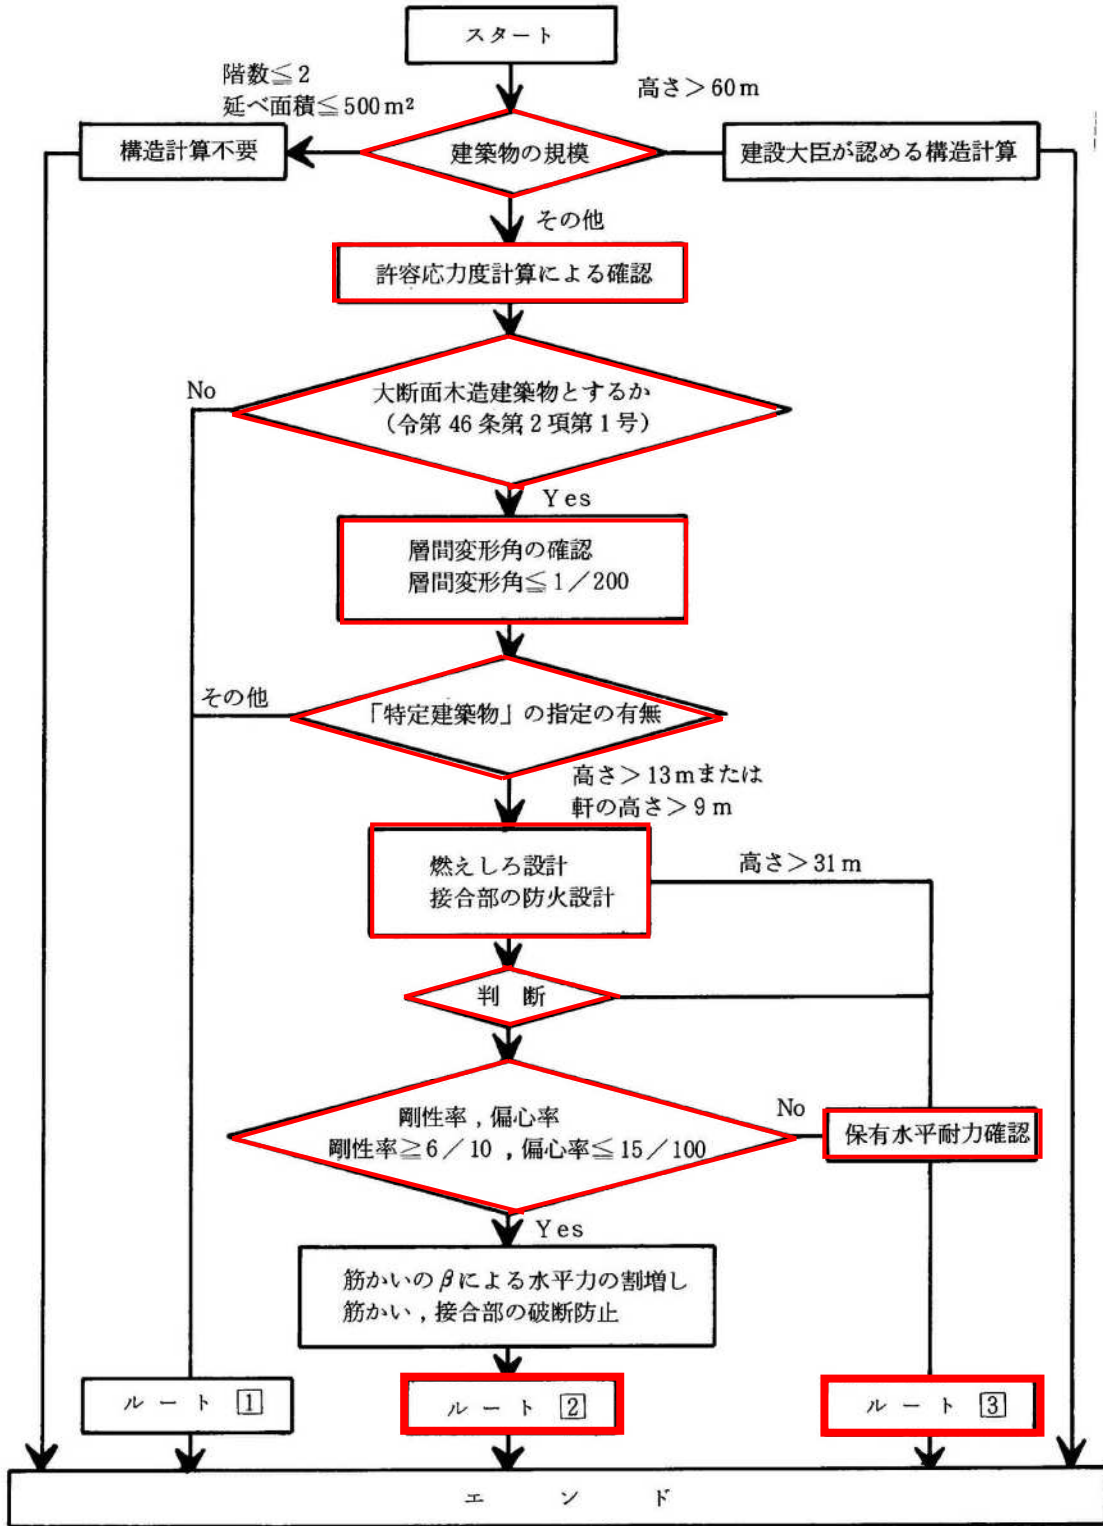 スタート
階数≦2
延べ面積≦500m²
高さ＞60m
構造計算不要
建築物の規模
建設大臣が認める構造計算
その他
許容応力度計算による確認
No
大断面木造建築物とするか
（令第46条第2項第1号）
Yes
層間変形角の確認
層間変形角≦1／200
その他
「特定建築物」の指定の有無
高さ＞13mまたは
軒の高さ＞9m
燃えしろ設計
接合部の防火設計
高さ＞31m
判断
剛性率，偏心率
剛性率≧6／10，偏心率≦15／100
No
保有水平耐力確認
Yes
筋かいのβによる水平力の割増し
筋かい，接合部の破断防止
ルート 1
ルート 2
ルート 3
エンド